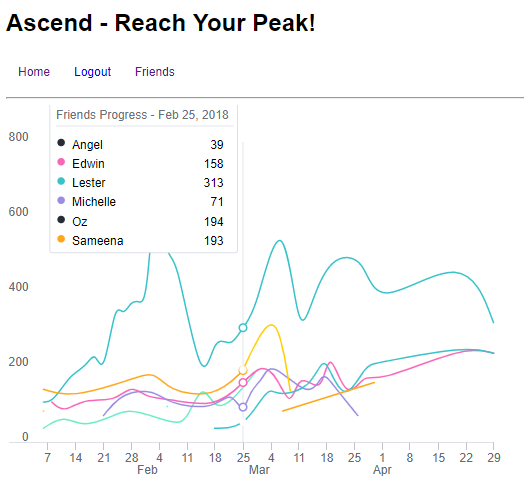 Ascend - Reach Your Peak!
Home Logout Friends
Friends Progress - Feb 25, 2018
Angel 39
Edwin 158
Lester 313
Michelle 71
Oz 194
Sameena 193
800
600
400
200
0
7 14 21 28 4 11 18 25 4 11 18 25 1 8 15 22 29
Feb Mar Apr